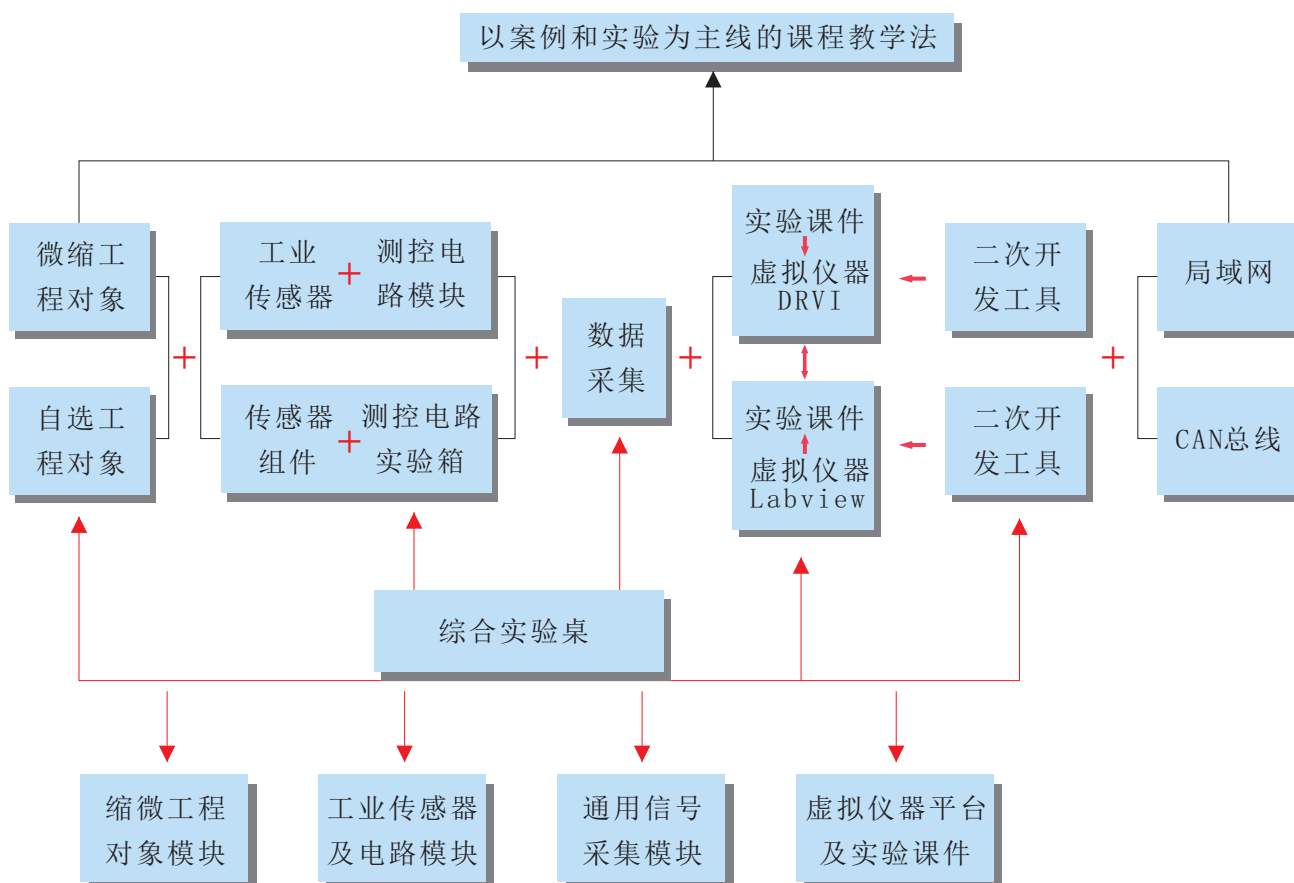 以案例和实验为主线的课程教学法
微缩工
程对象
工业
传感器
+
测控电
路模块
实验课件
虚拟仪器
DRVI
二次开
发工具
局域网
+
+
数据
采集
+
+
自选工
程对象
传感器
组件
+
测控电路
实验箱
实验课件
虚拟仪器
Labview
二次开
发工具
CAN总线
综合实验桌
缩微工程
对象模块
工业传感器
及电路模块
通用信号
采集模块
虚拟仪器平台
及实验课件